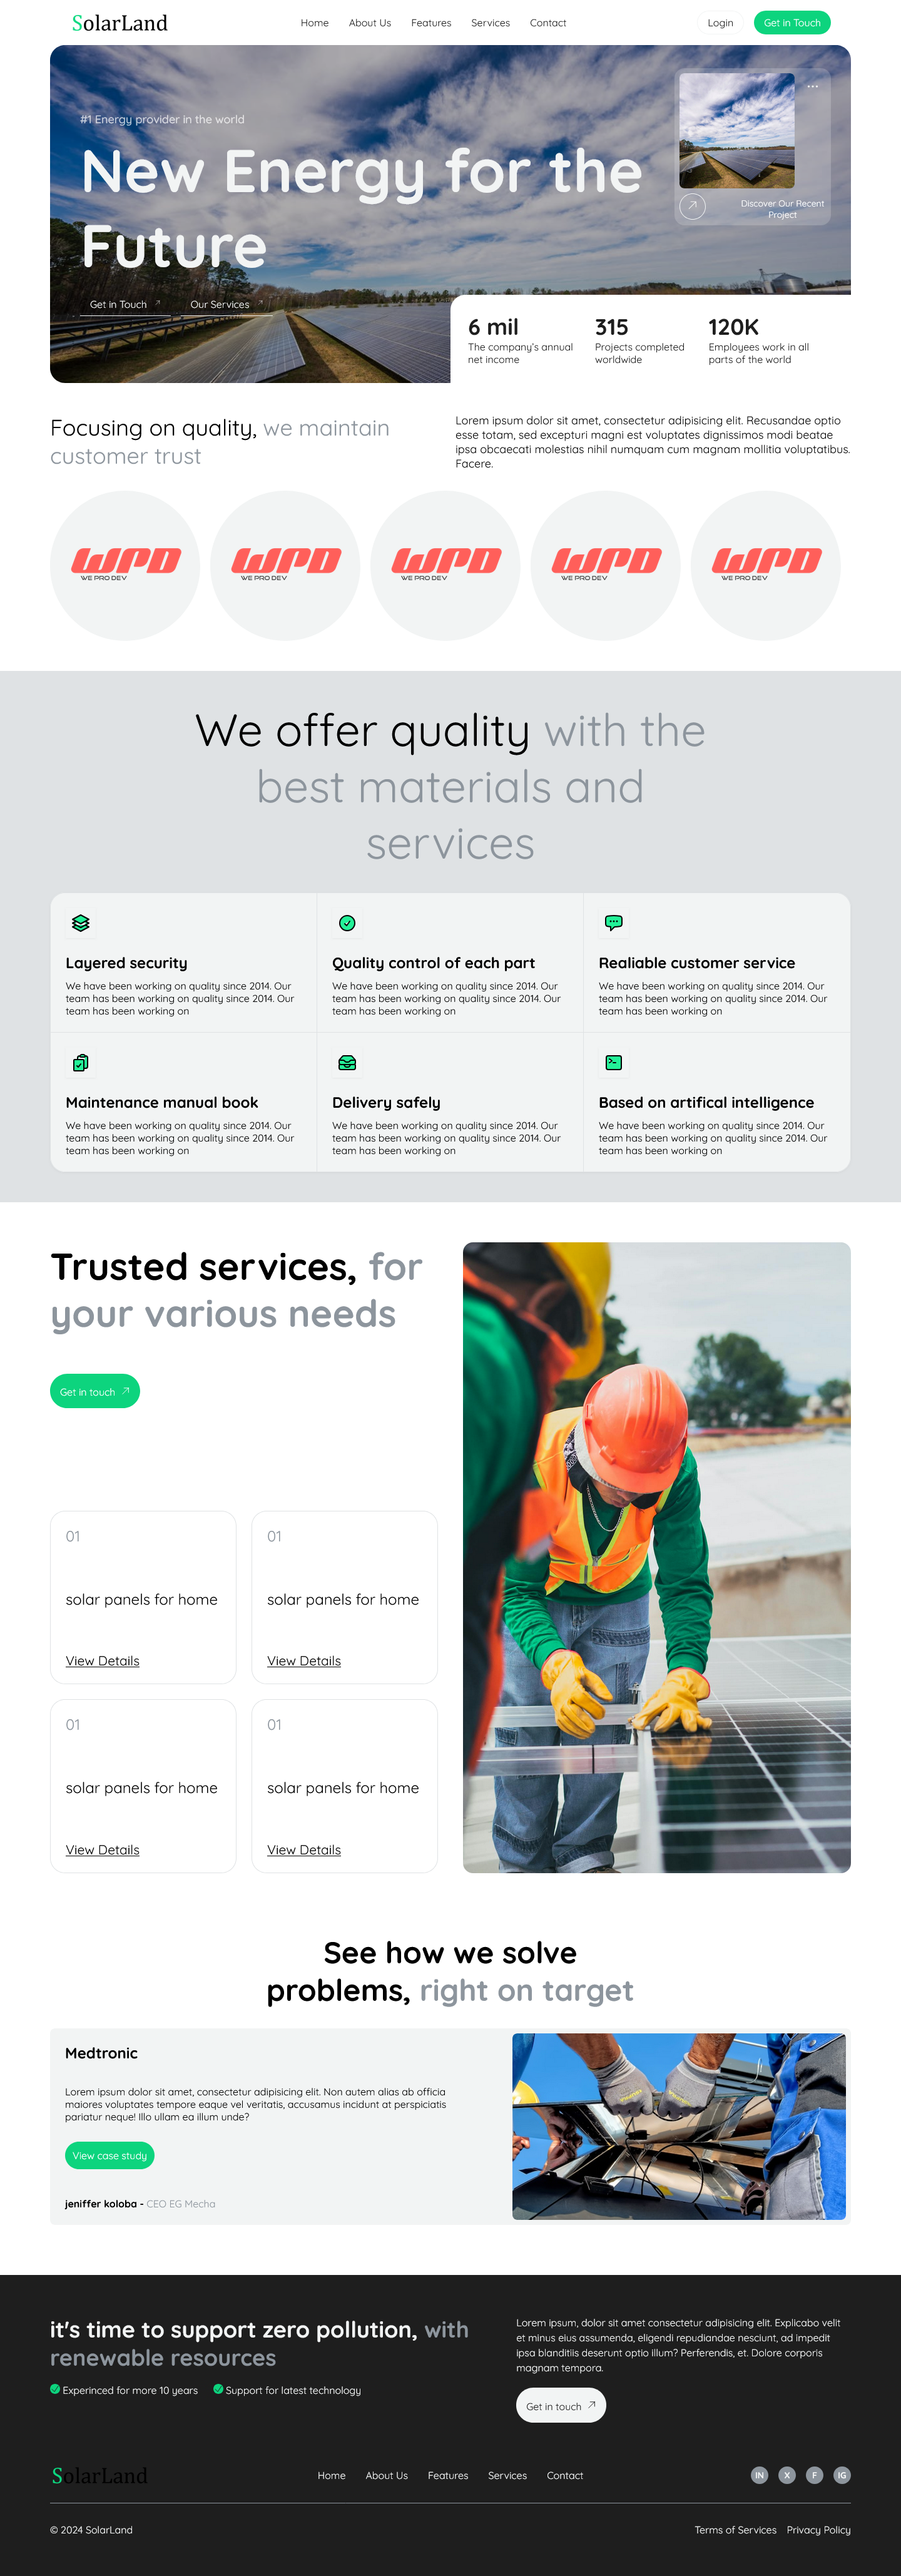 SolarLand
Home About Us Features Services Contact
Login Get in Touch
#1 Energy provider in the world
New Energy for the
Future
Get in Touch Our Services
Discover Our Recent
Project
6 mil
The company's annual
net income
315
Projects completed
worldwide
120K
Employees work in all
parts of the world
Focusing on quality, we maintain
customer trust
Lorem ipsum dolor sit amet, consectetur adipisicing elit. Recusandae optio
esse totam, sed excepturi magni est voluptates dignissimos modi beatae
ipsa obcaecati molestias nihil numquam cum magnam mollitia voluptatibus.
Facere.
WPD
WE PRO DEV
WPD
WE PRO DEV
WPD
WE PRO DEV
WPD
WE PRO DEV
WPD
WE PRO DEV
We offer quality with the
best materials and
services
Layered security
We have been working on quality since 2014. Our
team has been working on quality since 2014. Our
team has been working on
Quality control of each part
We have been working on quality since 2014. Our
team has been working on quality since 2014. Our
team has been working on
Realiable customer service
We have been working on quality since 2014. Our
team has been working on quality since 2014. Our
team has been working on
Maintenance manual book
We have been working on quality since 2014. Our
team has been working on quality since 2014. Our
team has been working on
Delivery safely
We have been working on quality since 2014. Our
team has been working on quality since 2014. Our
team has been working on
Based on artifical intelligence
We have been working on quality since 2014. Our
team has been working on quality since 2014. Our
team has been working on
Trusted services, for
your various needs
Get in touch
01
solar panels for home
View Details
01
solar panels for home
View Details
01
solar panels for home
View Details
01
solar panels for home
View Details
See how we solve
problems, right on target
Medtronic
Lorem ipsum dolor sit amet, consectetur adipisicing elit. Non autem alias ab officia
maiores voluptates tempore eaque vel veritatis, accusamus incidunt at perspiciatis
pariatur neque! Illo ullam ea illum unde?
View case study
jeniffer koloba - CEO EG Mecha
it's time to support zero pollution, with
renewable resources
Experinced for more 10 years Support for latest technology
Lorem ipsum, dolor sit amet consectetur adipisicing elit. Explicabo velit
et minus eius assumenda, eligendi repudiandae nesciunt, ad impedit
ipsa blanditiis deserunt optio illum? Perferendis, et. Dolore corporis
magnam tempora.
Get in touch
SolarLand
Home About Us Features Services Contact
IN X F IG
© 2024 SolarLand
Terms of Services Privacy Policy